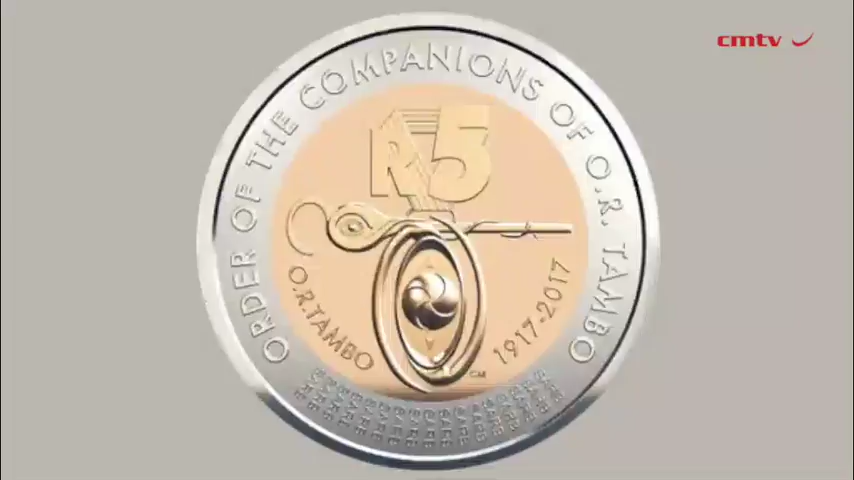 cmtv
ORDER OF THE COMPANIONS OF O.R. TAMBO
R5
O.R.TAMBO
1917-2017